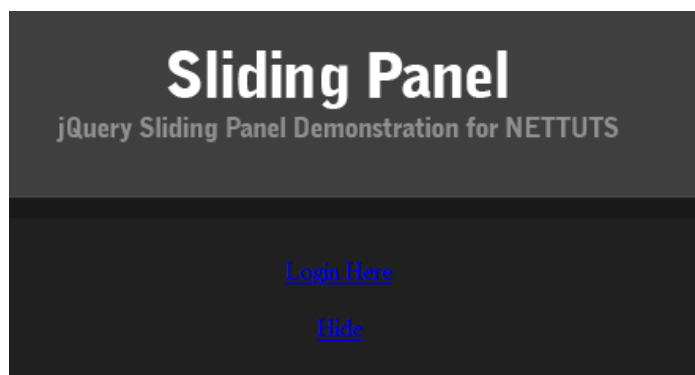 Sliding Panel
jQuery Sliding Panel Demonstration for NETTUTS
Login Here
Hide